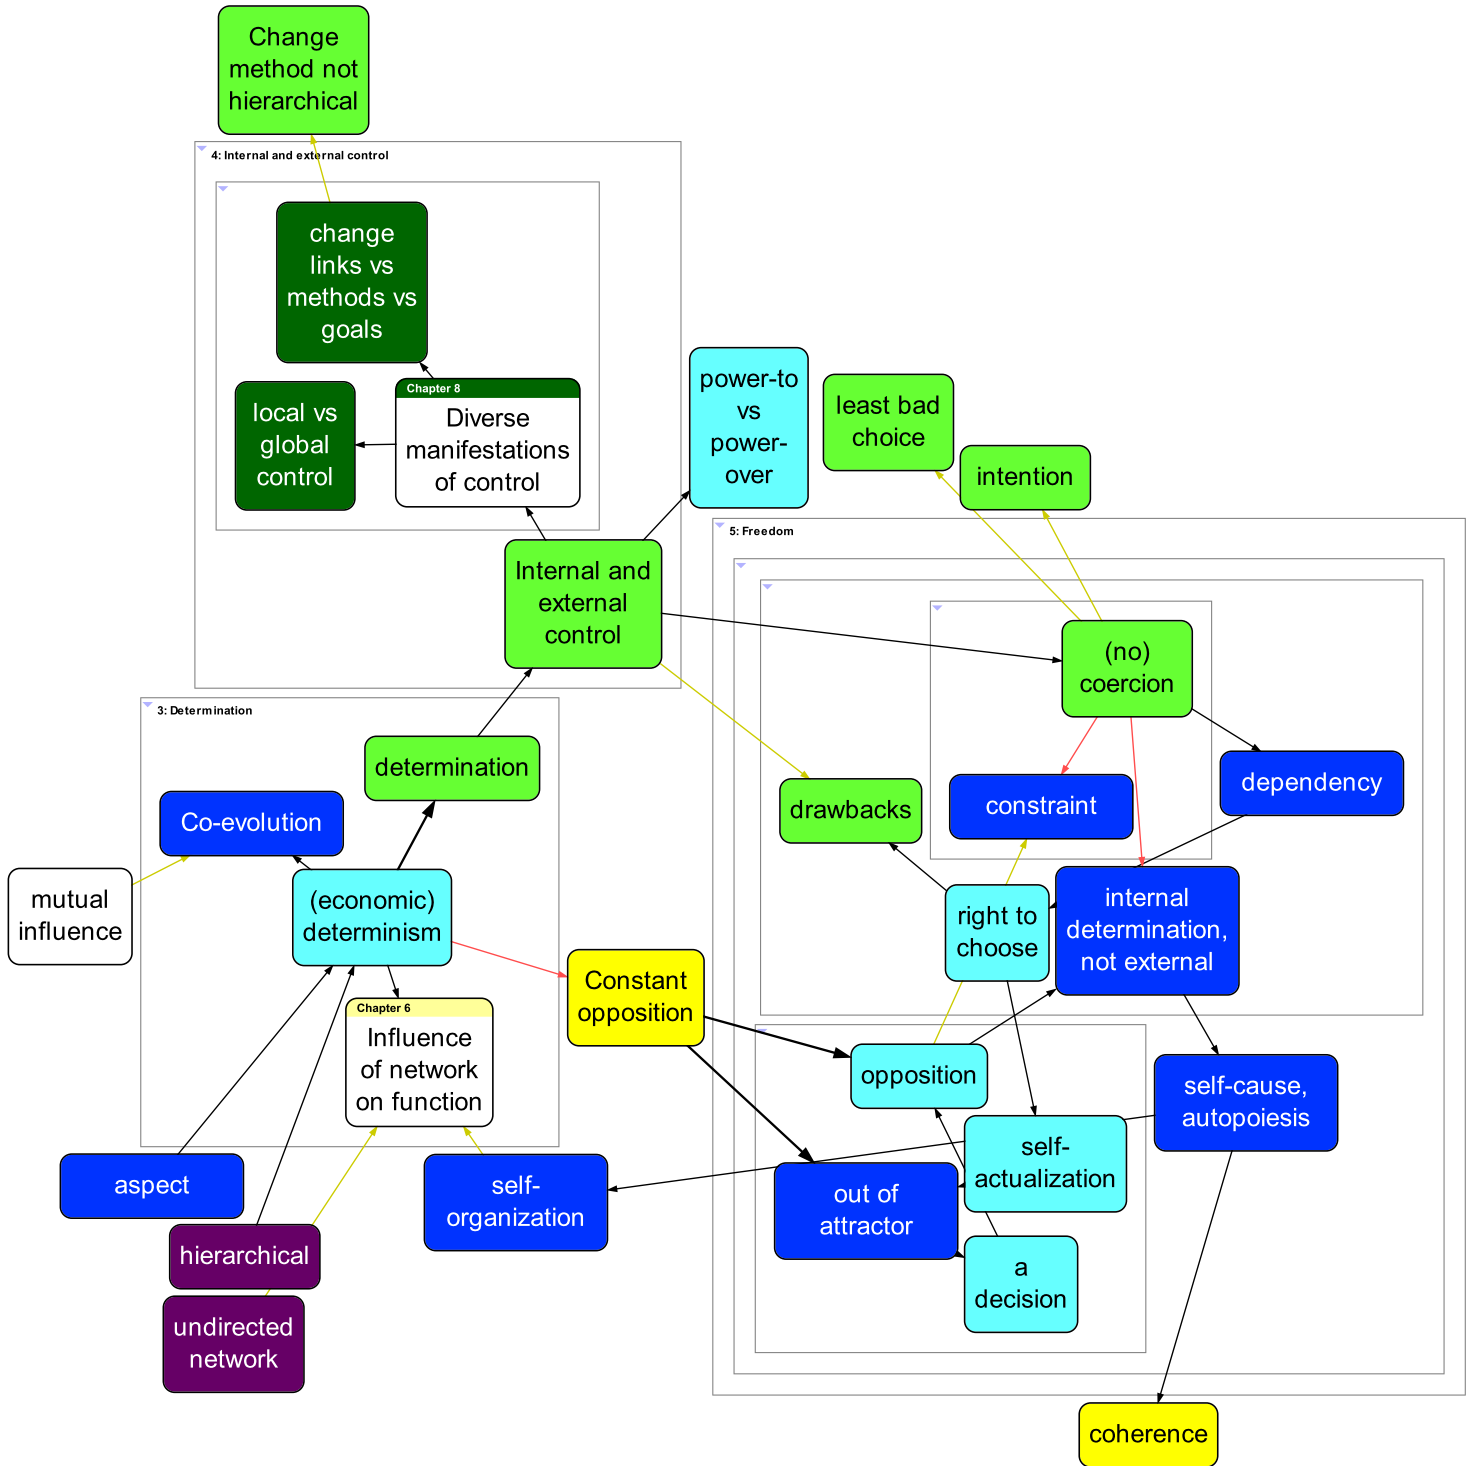 Change
method not
hierarchical
4: Internal and external control
change
links vs
methods vs
goals
local vs
global
control
Chapter 8
Diverse
manifestations
of control
power-to
vs
power-
over
least bad
choice
intention
5: Freedom
Internal and
external
control
(no)
coercion
3: Determination
determination
Co-evolution
drawbacks
constraint
dependency
mutual
influence
(economic)
determinism
right to
choose
internal
determination,
not external
Constant
opposition
Chapter 6
Influence
of network
on function
opposition
self-cause,
autopoiesis
self-
actualization
aspect
self-
organization
out of
attractor
hierarchical
a
decision
undirected
network
coherence